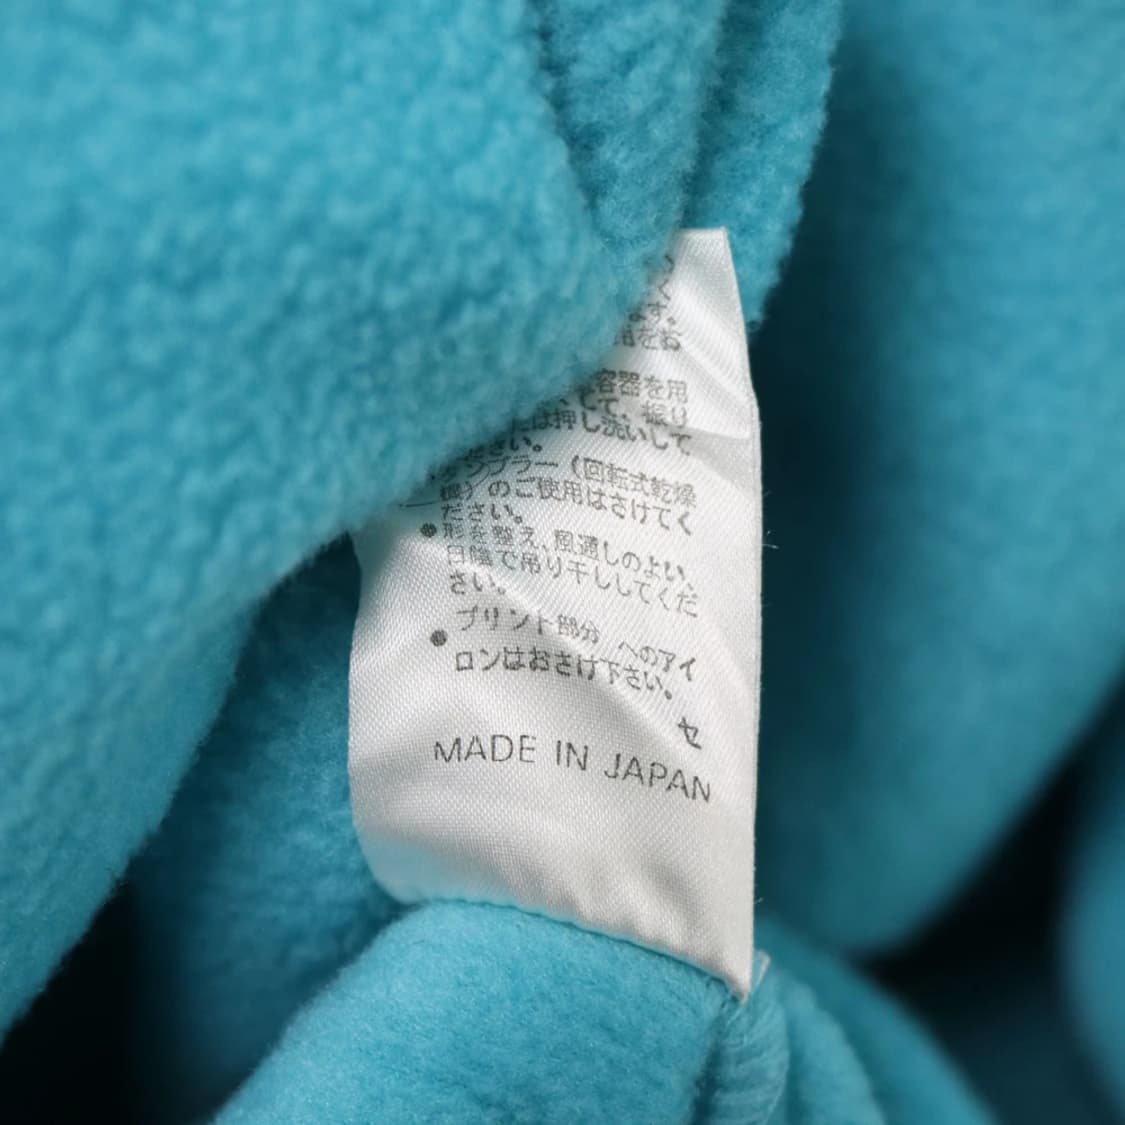 ます。
をお
容器を用
して、振り
は押し洗いして
ださい。
タンブラー（回転式乾燥
機）のご使用はさけてく
ださい。
●形を整え、風通しのよい、
日陰で吊り干ししてくだ
さい。
●プリント部分 へのアイ
ロンはおさけ下さい。
セ
MADE IN JAPAN